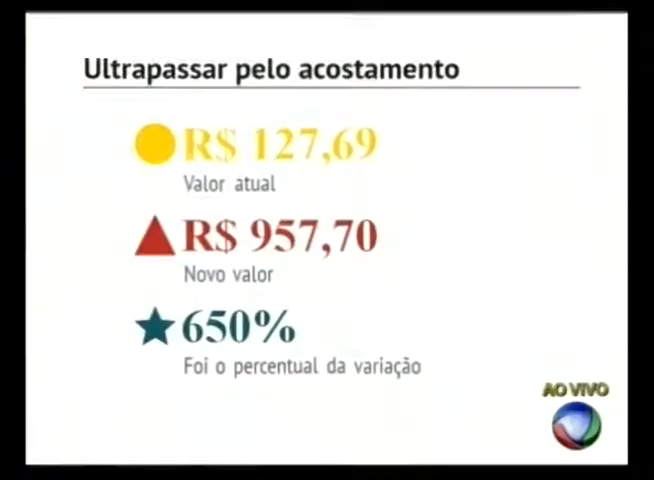 Ultrapassar pelo acostamento
R$ 127,69
Valor atual
R$ 957,70
Novo valor
650%
Foi o percentual da variação
AO VIVO